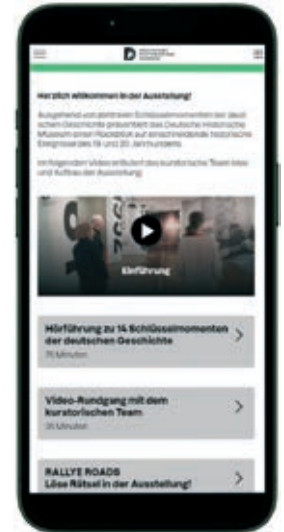 D
Herzlich willkommen in der Ausstellung!
Ausgehend von zentralen Schlüsselmomenten der deut-
schen Geschichte präsentiert das Deutsche Historische
Museum einen Rückblick auf einschneidende historische
Ereignisse des 19. und 20. Jahrhunderts.
Im folgenden Video erläutert das kuratorische Team Idee
und Aufbau der Ausstellung.
Einführung
Hörführung zu 14 Schlüsselmomenten
der deutschen Geschichte
Minuten
Video-Rundgang mit dem
kuratorischen Team
Minuten
RALLYE ROADS
Löse Rätsel in der Ausstellung!